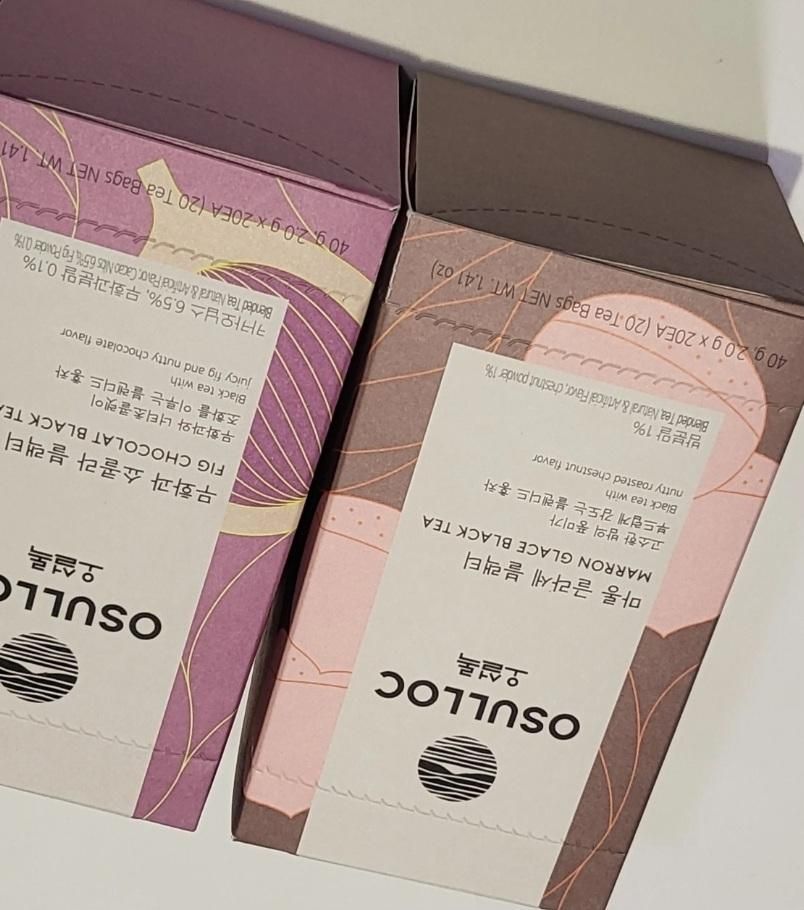 OSULLOC
오설록
마롱 글라세 블랙티
MARRON GLACE BLACK TEA
고소한 밤의 풍미가
부드럽게 감도는 블렌디드 홍차
Black tea with
nutty roasted chestnut flavor
밤분말 1%
Blended Tea, Natural & Artificial Flavor, chestnut powder 1%
40 g, 2.0 g x 20EA (20 Tea Bags NET WT. 1.41 oz)
OSULLOC
오설록
무화과 쇼콜라 블랙티
FIG CHOCOLAT BLACK TEA
무화과와 너티초콜릿이
조화를 이루는 블렌디드 홍차
Black tea with
juicy fig and nutty chocolate flavor
카카오닙스 6.5%, 무화과분말 0.1%
Blended Tea, Natural & Artificial Flavor, Cacao Nibs 6.5%, Fig Powder 0.1%
40 g, 2.0 g x 20EA (20 Tea Bags NET WT. 1.41